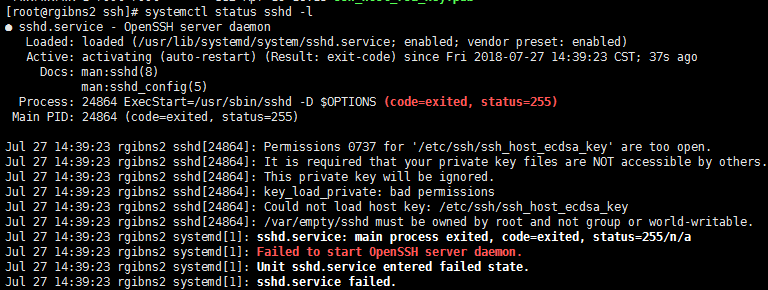 [root@rgibns2 ssh]# systemctl status sshd -l
● sshd.service - OpenSSH server daemon
Loaded: loaded (/usr/lib/systemd/system/sshd.service; enabled; vendor preset: enabled)
Active: activating (auto-restart) (Result: exit-code) since Fri 2018-07-27 14:39:23 CST; 37s ago
Docs: man:sshd(8)
man:sshd_config(5)
Process: 24864 ExecStart=/usr/sbin/sshd -D $OPTIONS (code=exited, status=255)
Main PID: 24864 (code=exited, status=255)
Jul 27 14:39:23 rgibns2 sshd[24864]: Permissions 0737 for '/etc/ssh/ssh_host_ecdsa_key' are too open.
Jul 27 14:39:23 rgibns2 sshd[24864]: It is required that your private key files are NOT accessible by others.
Jul 27 14:39:23 rgibns2 sshd[24864]: This private key will be ignored.
Jul 27 14:39:23 rgibns2 sshd[24864]: key_load_private: bad permissions
Jul 27 14:39:23 rgibns2 sshd[24864]: Could not load host key: /etc/ssh/ssh_host_ecdsa_key
Jul 27 14:39:23 rgibns2 sshd[24864]: /var/empty/sshd must be owned by root and not group or world-writable.
Jul 27 14:39:23 rgibns2 systemd[1]: sshd.service: main process exited, code=exited, status=255/n/a
Jul 27 14:39:23 rgibns2 systemd[1]: Failed to start OpenSSH server daemon.
Jul 27 14:39:23 rgibns2 systemd[1]: Unit sshd.service entered failed state.
Jul 27 14:39:23 rgibns2 systemd[1]: sshd.service failed.